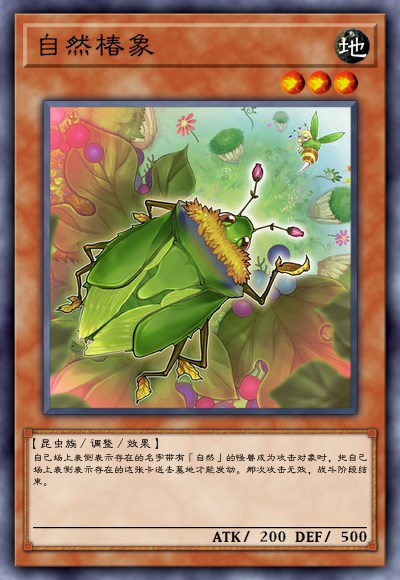 自然椿象
地
【昆虫族／调整／效果】
自己场上表侧表示存在的名字带有「自然」的怪兽成为攻击对象时，把自己
场上表侧表示存在的这张卡送去墓地才能发动。那次攻击无效，战斗阶段结
束。
ATK/ 200 DEF/ 500